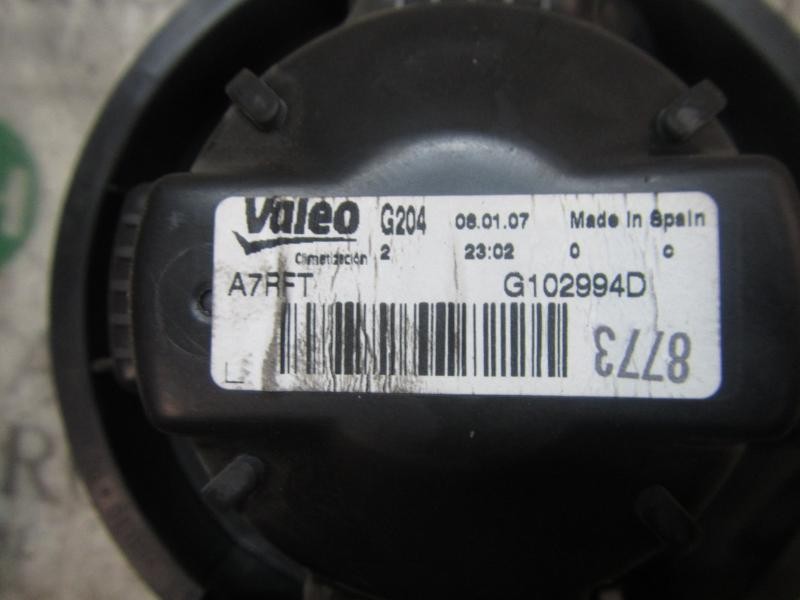 Valeo G204 08.01.07 Made In Spain
Climatización 2 23:02 0 c
A7RFT G102994D
8773